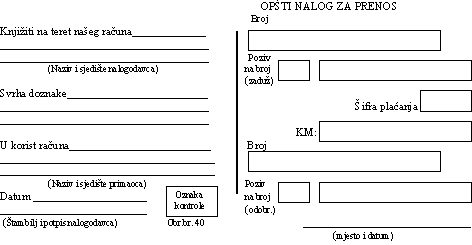 OPŠTI NALOG ZA PRENOS
Knjižiti na teret našeg računa
(Naziv i sjedište nalogodavca)
Svrha doznake
U korist računa
(Naziv i sjedište primaoca)
Datum
(Štambilj i potpis nalogodavca)
Oznaka
kontrole
Obr br. 40
Broj
Poziv
na broj
(zaduž)
Šifra plaćanja
KM:
Broj
Poziv
na broj
(odobr.)
(mjesto i datum)